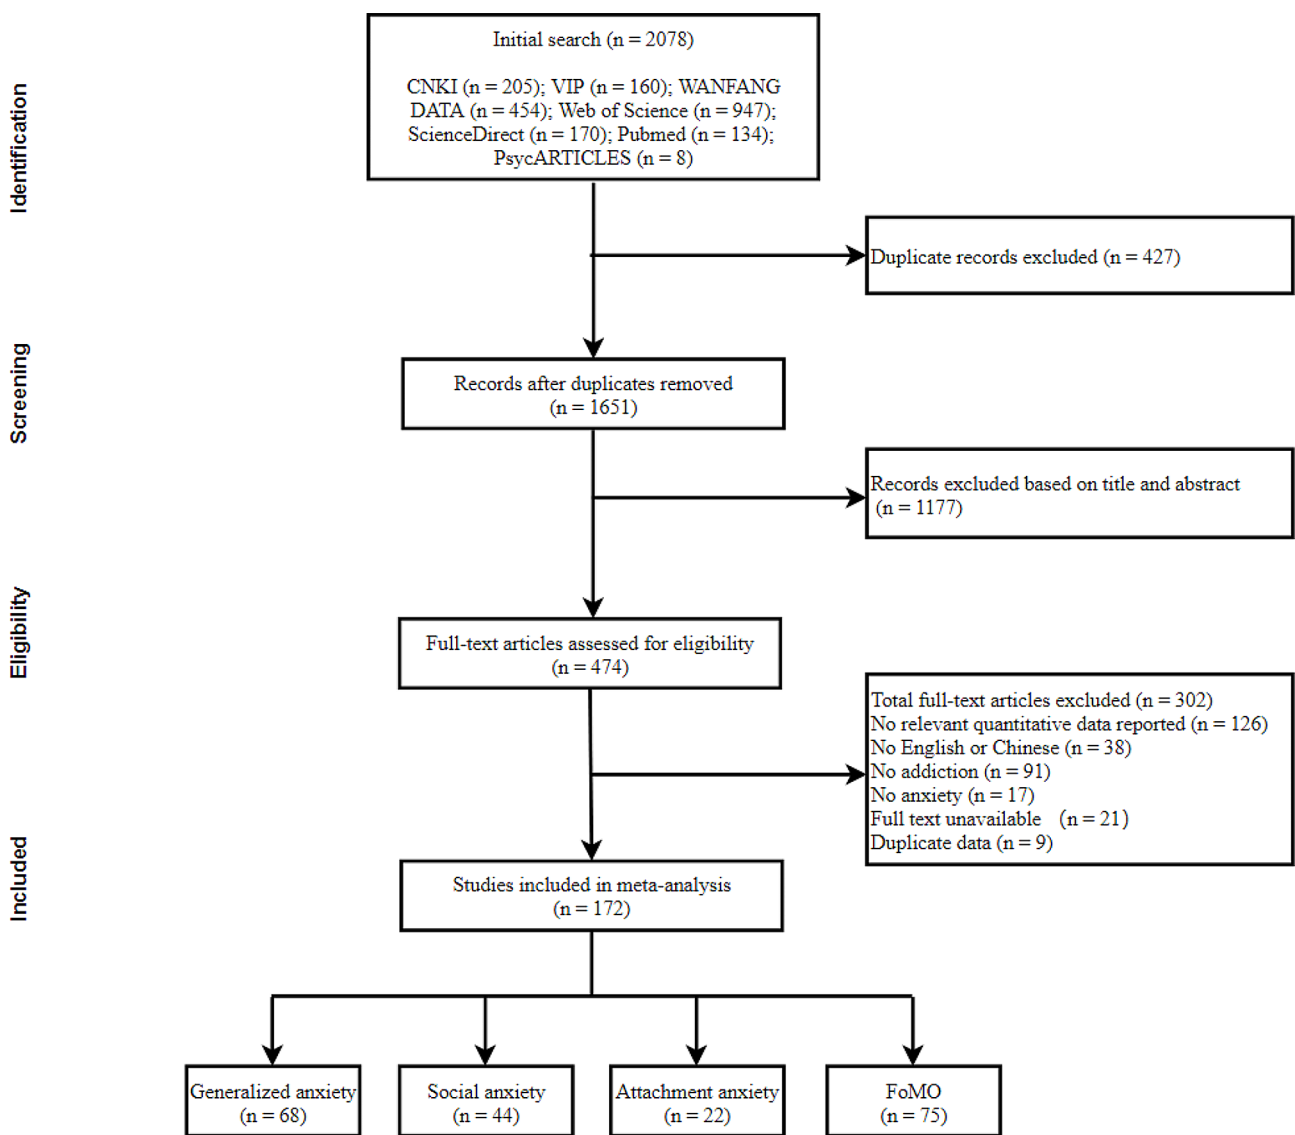 Initial search (n = 2078)
CNKI (n = 205); VIP (n = 160); WANFANG
DATA (n = 454); Web of Science (n = 947);
ScienceDirect (n = 170); Pubmed (n = 134);
PsycARTICLES (n = 8)
Identification
Duplicate records excluded (n = 427)
Screening
Records after duplicates removed
(n = 1651)
Records excluded based on title and abstract
(n = 1177)
Eligibility
Full-text articles assessed for eligibility
(n = 474)
Total full-text articles excluded (n = 302)
No relevant quantitative data reported (n = 126)
No English or Chinese (n = 38)
No addiction (n = 91)
No anxiety (n = 17)
Full text unavailable （n = 21）
Duplicate data (n = 9)
Included
Studies included in meta-analysis
(n = 172)
Generalized anxiety
(n = 68)
Social anxiety
(n = 44)
Attachment anxiety
(n = 22)
FoMO
(n = 75)